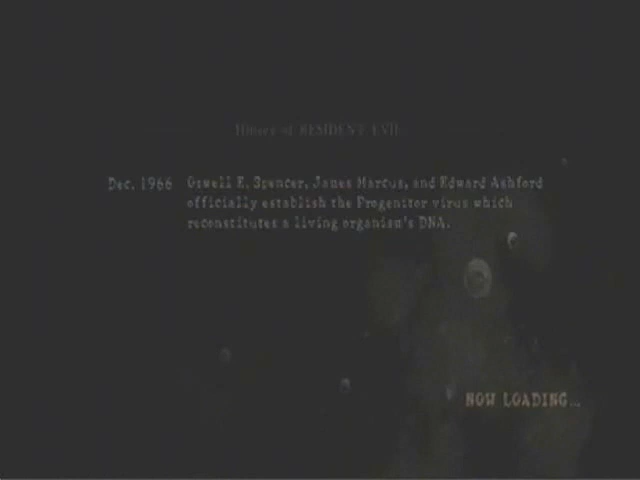 History of RESIDENT EVIL
Dec. 1966 Oswell E. Spencer, James Marcus, and Edward Ashford
officially establish the Progenitor virus which
reconstitutes a living organism's DNA.
NOW LOADING...